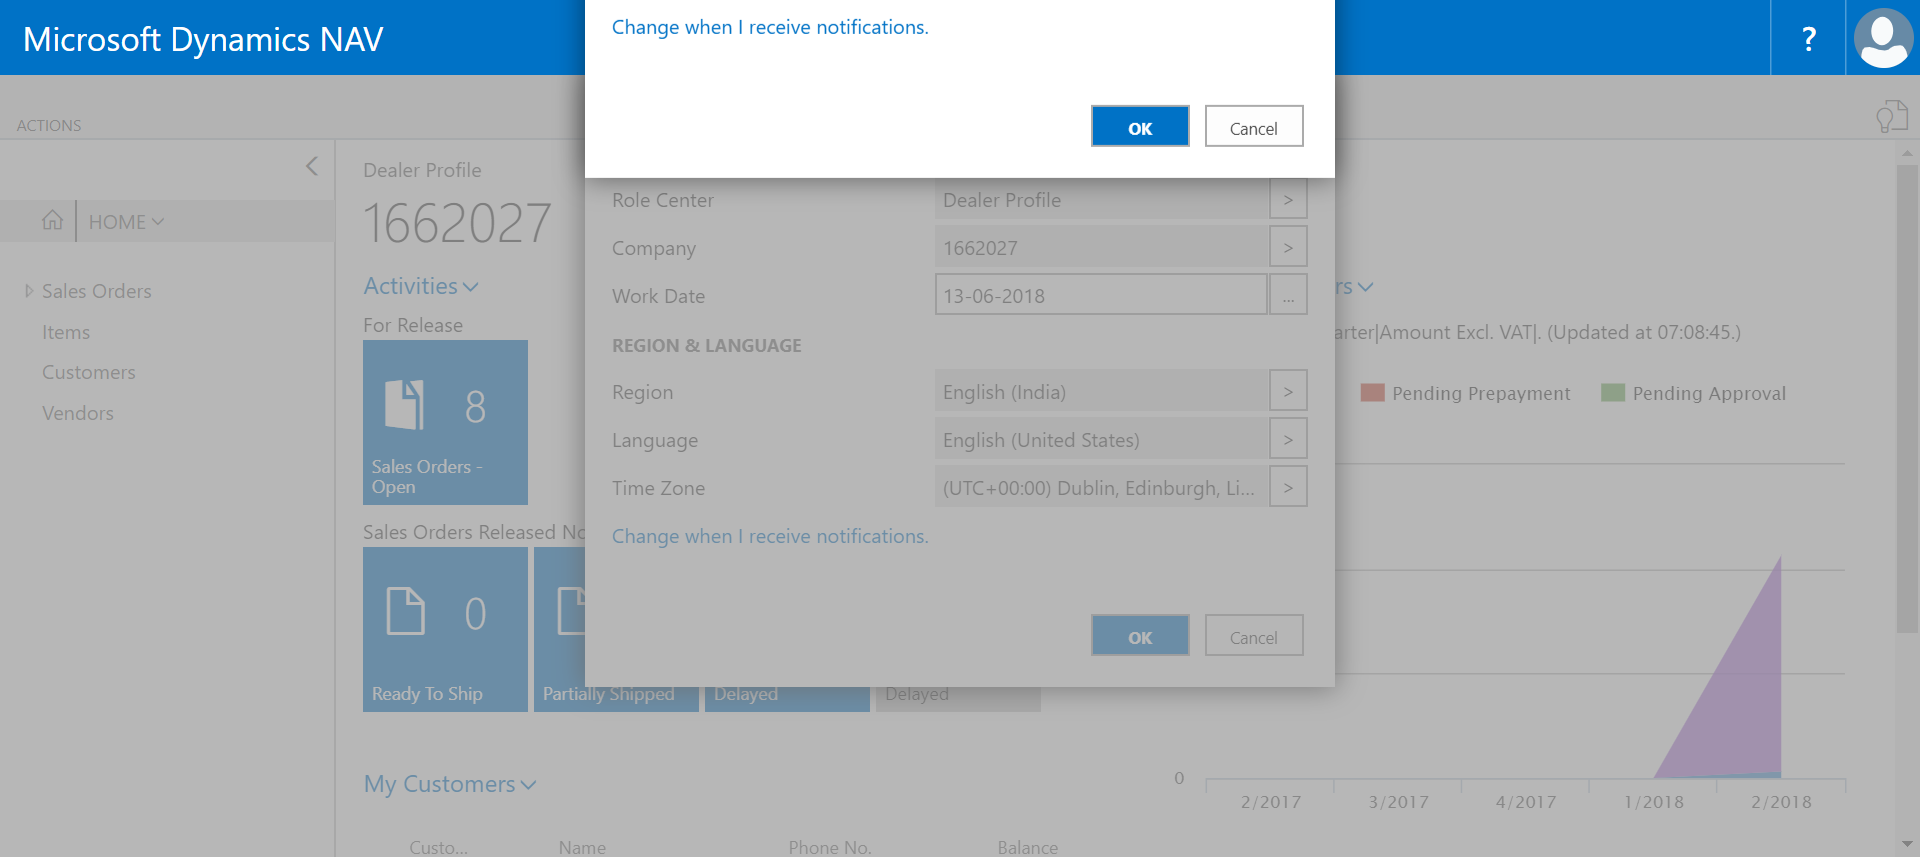 Microsoft Dynamics NAV
?
Change when I receive notifications.
OK
Cancel
ACTIONS
HOME
Sales Orders
Items
Customers
Vendors
Dealer Profile
1662027
Activities
For Release
8
Sales Orders -
Open
Sales Orders Released No
0
Ready To Ship
Partially Shipped
Delayed
Delayed
My Customers
Custo...
Name
Phone No.
Balance
Role Center
Dealer Profile
>
Company
1662027
>
Work Date
13-06-2018
...
REGION & LANGUAGE
Region
English (India)
>
Language
English (United States)
>
Time Zone
(UTC+00:00) Dublin, Edinburgh, Li...
>
Change when I receive notifications.
OK
Cancel
rs
arter|Amount Excl. VAT|. (Updated at 07:08:45.)
Pending Prepayment
Pending Approval
0
2/2017
3/2017
4/2017
1/2018
2/2018